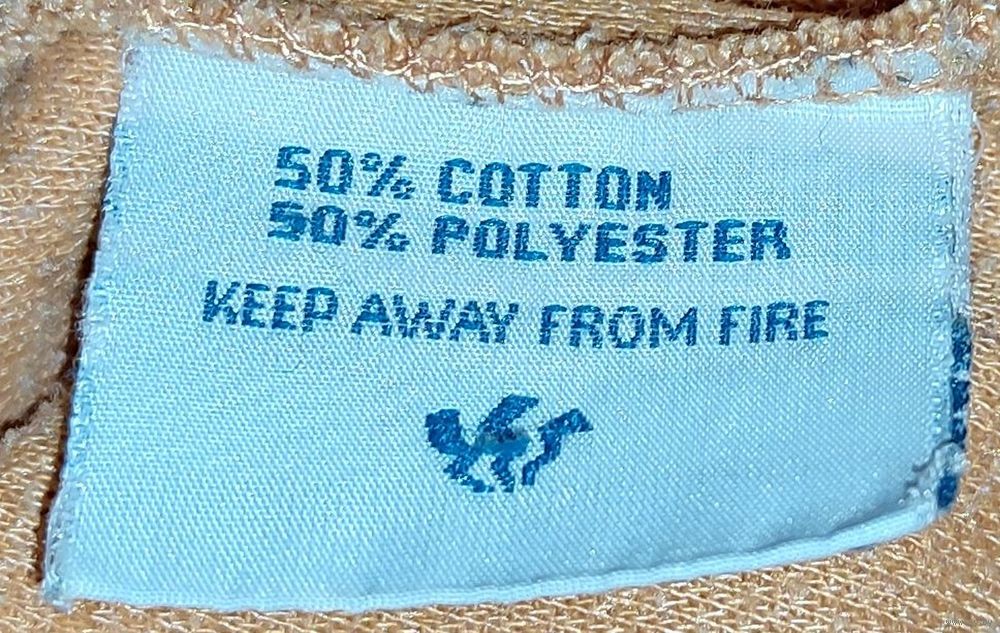 50% COTTON
50% POLYESTER
KEEP AWAY FROM FIRE